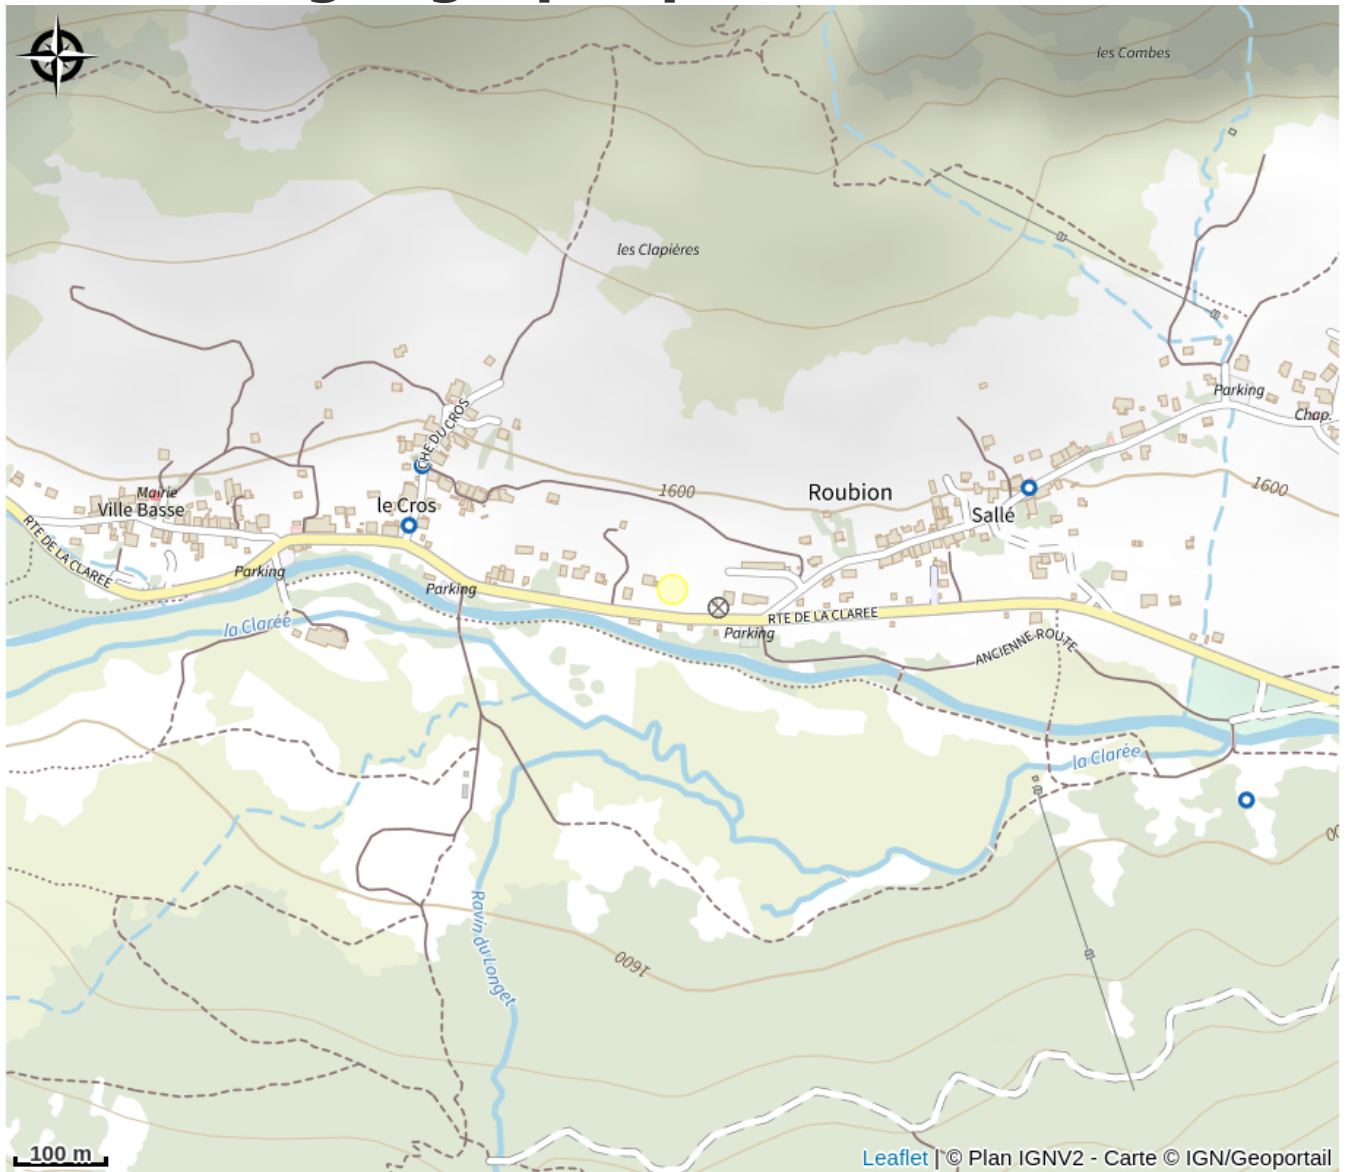 les Combes
les Clapières
Parking
Chap.
CHE DU CROS
1600
1600
Roubion
Mairie
Ville Basse
le Cros
Sallé
RTE DE LA CLAREE
Parking
Parking
RTE DE LA CLAREE
Parking
la Clarée
ANCIENNE ROUTE
la Clarée
Ravin du Longet
1600
100 m
Leaflet | © Plan IGNV2 - Carte © IGN/Geoportail